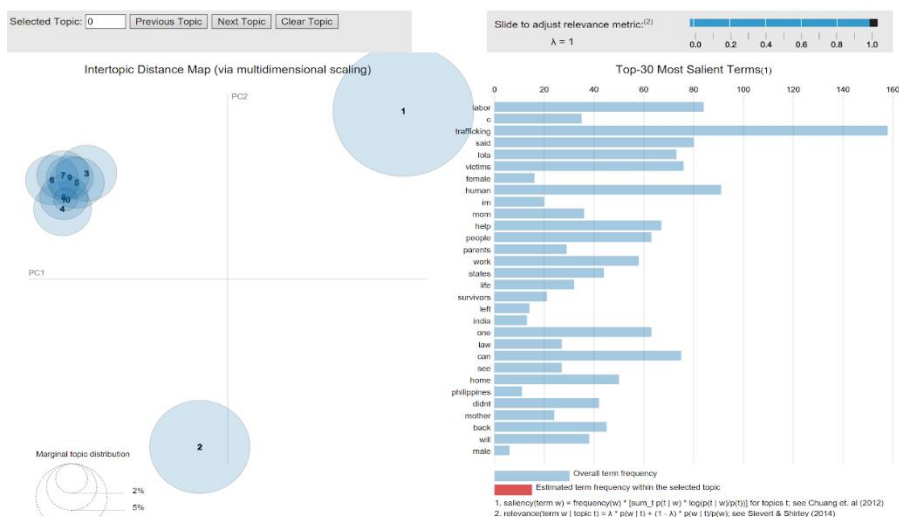 Selected Topic: 0 Previous Topic Next Topic Clear Topic
Slide to adjust relevance metric:(2)
λ = 1
0.0 0.2 0.4 0.6 0.8 1.0
Intertopic Distance Map (via multidimensional scaling)
PC2
PC1
1
7
9
3
6
5
10
4
2
Marginal topic distribution
2%
5%
Top-30 Most Salient Terms(1)
0 20 40 60 80 100 120 140 160
labor
c
trafficking
said
lola
victims
female
human
im
mom
help
people
parents
work
states
life
survivors
left
india
one
law
can
see
home
philippines
didnt
mother
back
will
male
Overall term frequency
Estimated term frequency within the selected topic
1. saliency(term w) = frequency(w) * [sum_t p(t | w) * log(p(t | w)/p(t))] for topics t; see Chuang et. al (2012)
2. relevance(term w | topic t) = λ * p(w | t) + (1 - λ) * p(w | t)/p(w); see Sievert & Shirley (2014)